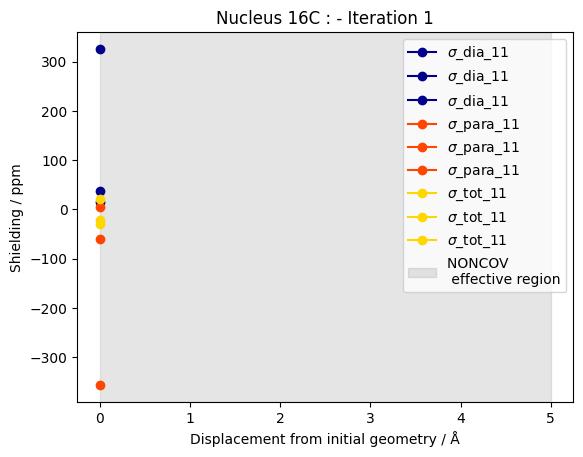 Nucleus 16C : - Iteration 1
Shielding / ppm
300
200
100
0
−100
−200
−300
σ_dia_11
σ_dia_11
σ_dia_11
σ_para_11
σ_para_11
σ_para_11
σ_tot_11
σ_tot_11
σ_tot_11
NONCOV
effective region
0 1 2 3 4 5
Displacement from initial geometry / Å